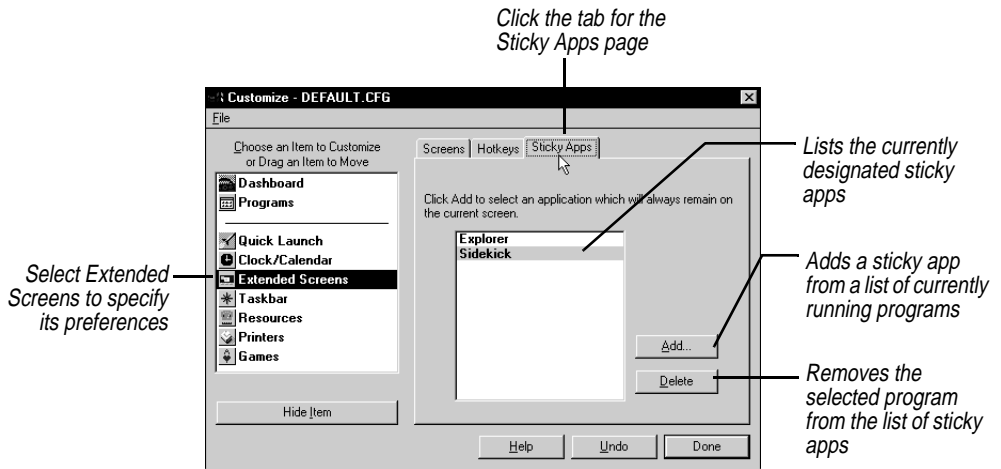 Click the tab for the
Sticky Apps page
Customize - DEFAULT.CFG
File
Choose an Item to Customize
or Drag an Item to Move
Dashboard
Programs
Quick Launch
Clock/Calendar
Extended Screens
Taskbar
Resources
Printers
Games
Hide Item
Screens
Hotkeys
Sticky Apps
Click Add to select an application which will always remain on
the current screen.
Explorer
Sidekick
Add...
Delete
Help
Undo
Done
Select Extended
Screens to specify
its preferences
Lists the currently
designated sticky
apps
Adds a sticky app
from a list of currently
running programs
Removes the
selected program
from the list of sticky
apps